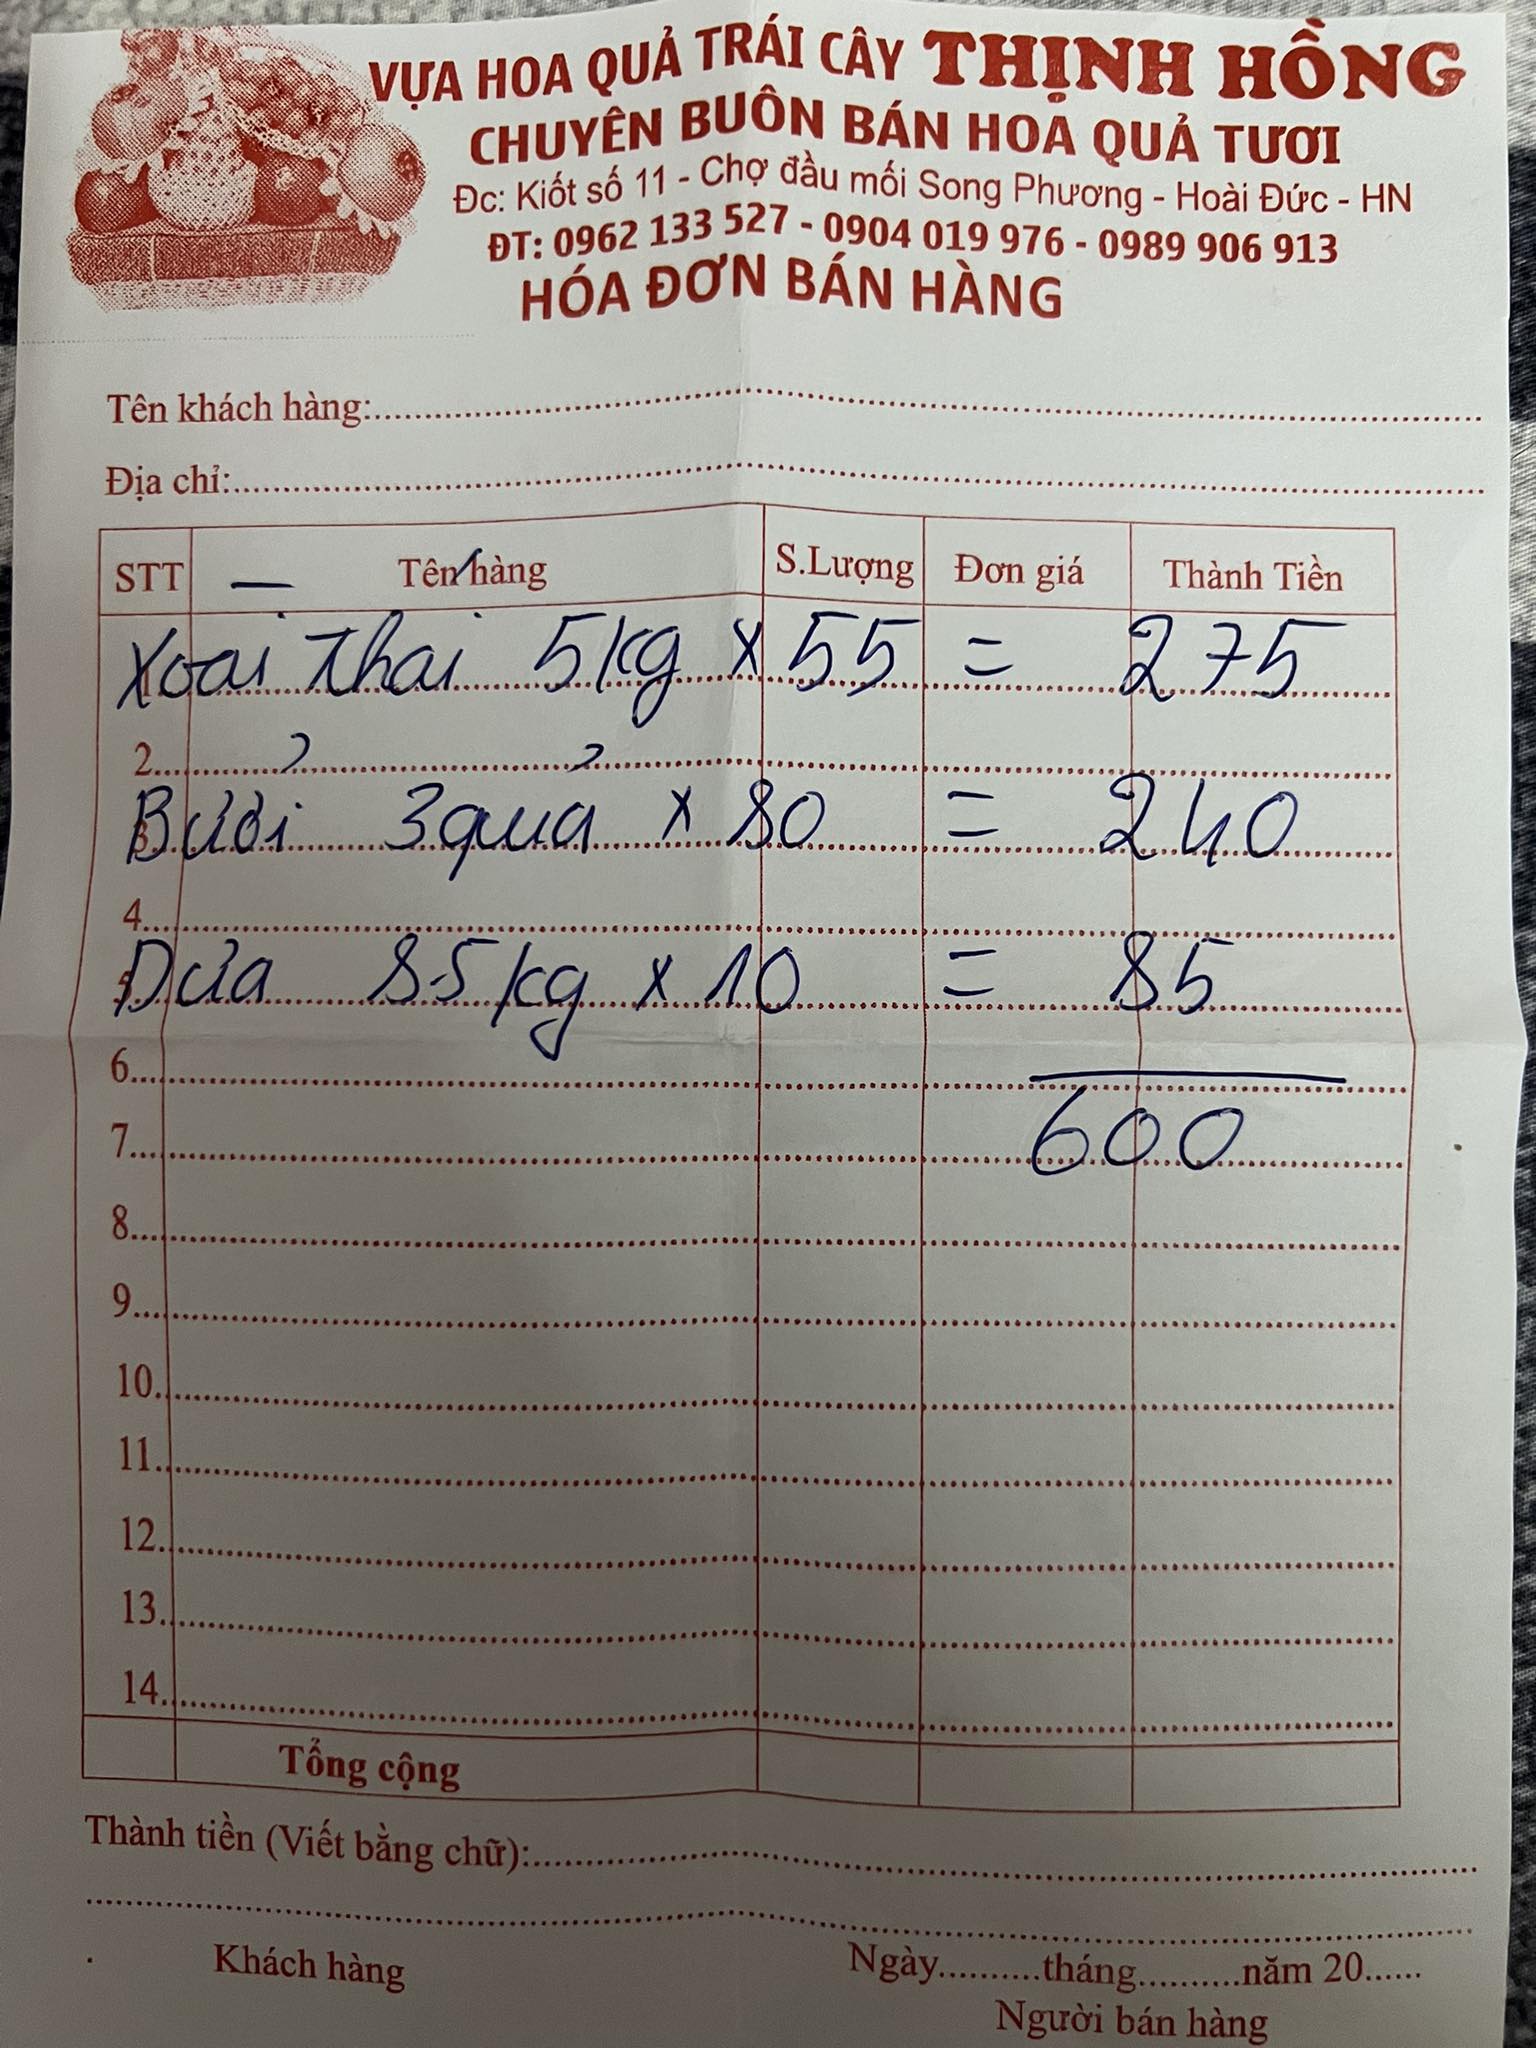 VỰA HOA QUẢ TRÁI CÂY THỊNH HỒNG
CHUYÊN BUÔN BÁN HOA QUẢ TƯƠI
Đc: Kiốt số 11 - Chợ đầu mối Song Phương - Hoài Đức - HN
ĐT: 0962 133 527 - 0904 019 976 - 0989 906 913
HÓA ĐƠN BÁN HÀNG
Tên khách hàng:
Địa chỉ:
STT Tên hàng S.Lượng Đơn giá Thành Tiền
Xoài thái 5kg x 55 = 275
2
3 Bưởi 3 quả x 80 = 240
4
5 Dứa 8.5kg x 10 = 85
6
7 600
8
9
10
11
12
13
14
Tổng cộng
Thành tiền (Viết bằng chữ):
Ngày..........tháng..........năm 20......
Khách hàng Người bán hàng